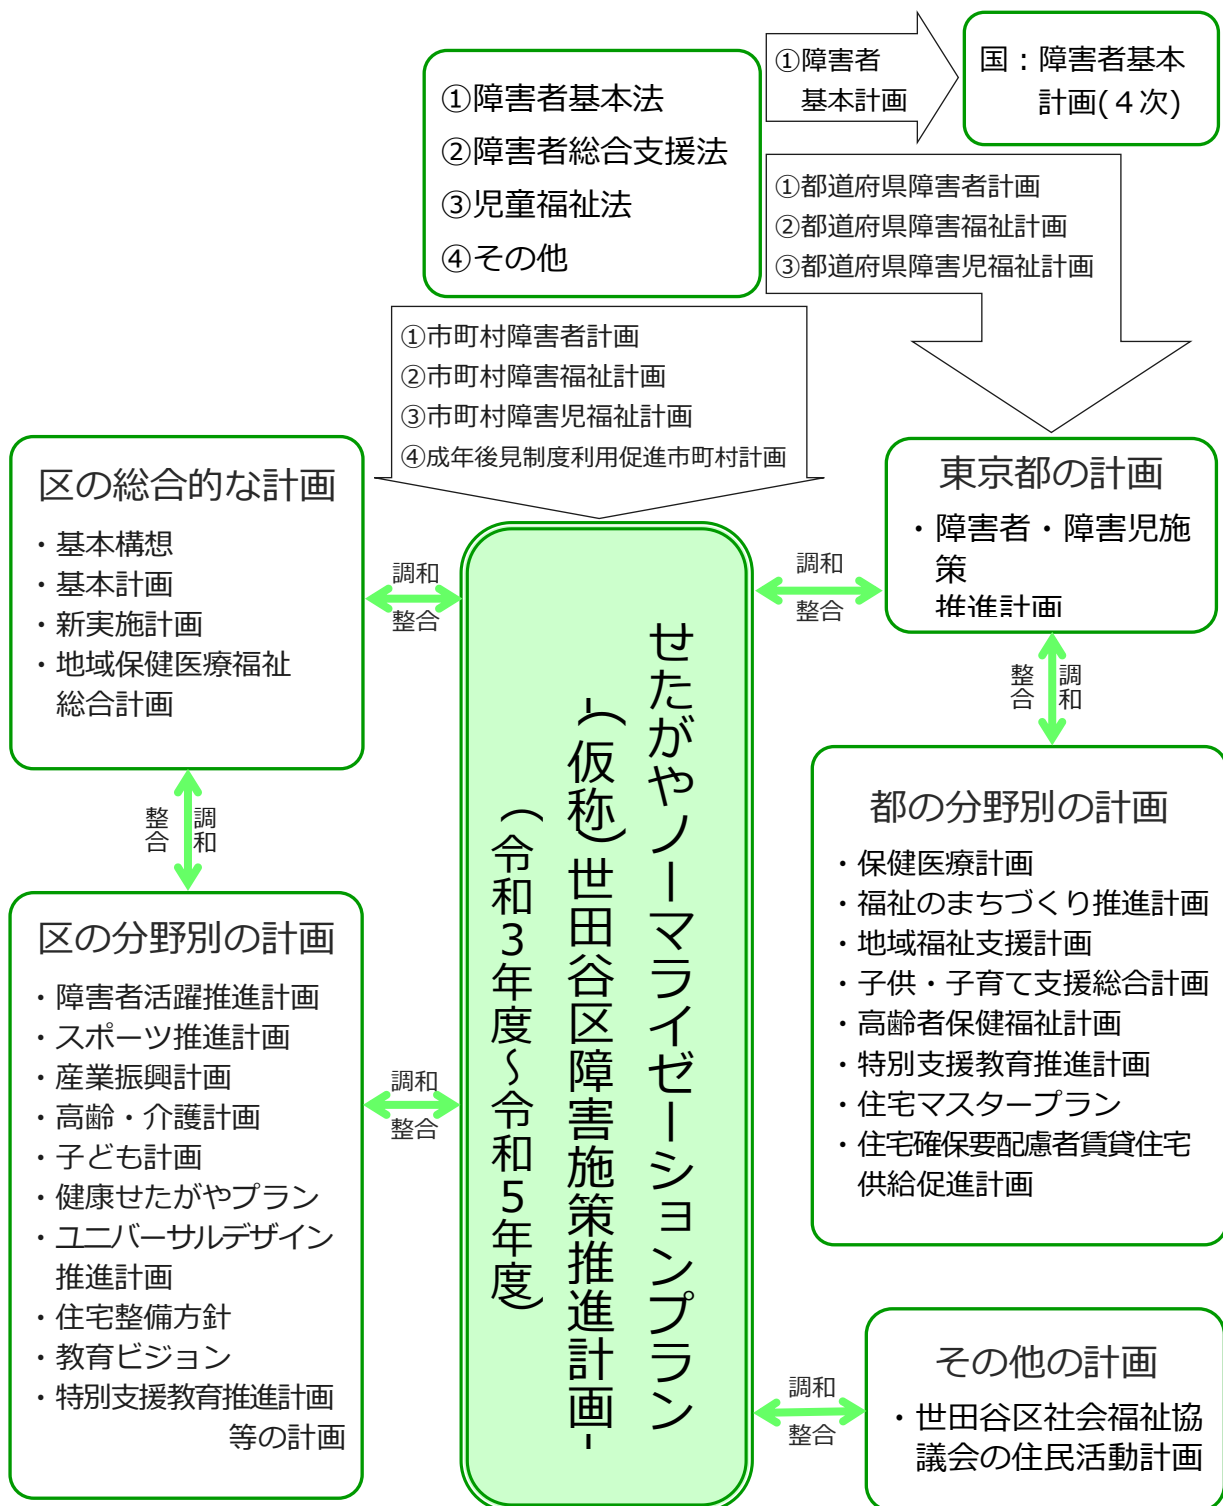 ①障害者基本法
②障害者総合支援法
③児童福祉法
④その他
①障害者
基本計画
国：障害者基本
計画(４次)
①都道府県障害者計画
②都道府県障害福祉計画
③都道府県障害児福祉計画
①市町村障害者計画
②市町村障害福祉計画
③市町村障害児福祉計画
④成年後見制度利用促進市町村計画
区の総合的な計画
・基本構想
・基本計画
・新実施計画
・地域保健医療福祉
総合計画
調和
整合
調和
整合
区の分野別の計画
・障害者活躍推進計画
・スポーツ推進計画
・産業振興計画
・高齢・介護計画
・子ども計画
・健康せたがやプラン
・ユニバーサルデザイン
推進計画
・住宅整備方針
・教育ビジョン
・特別支援教育推進計画
等の計画
調和
整合
せたがやノーマライゼーションプラン
-(仮称)世田谷区障害施策推進計画-
（令和３年度～令和５年度）
調和
整合
東京都の計画
・障害者・障害児施
策
推進計画
調和
整合
都の分野別の計画
・保健医療計画
・福祉のまちづくり推進計画
・地域福祉支援計画
・子供・子育て支援総合計画
・高齢者保健福祉計画
・特別支援教育推進計画
・住宅マスタープラン
・住宅確保要配慮者賃貸住宅
供給促進計画
調和
整合
その他の計画
・世田谷区社会福祉協
議会の住民活動計画